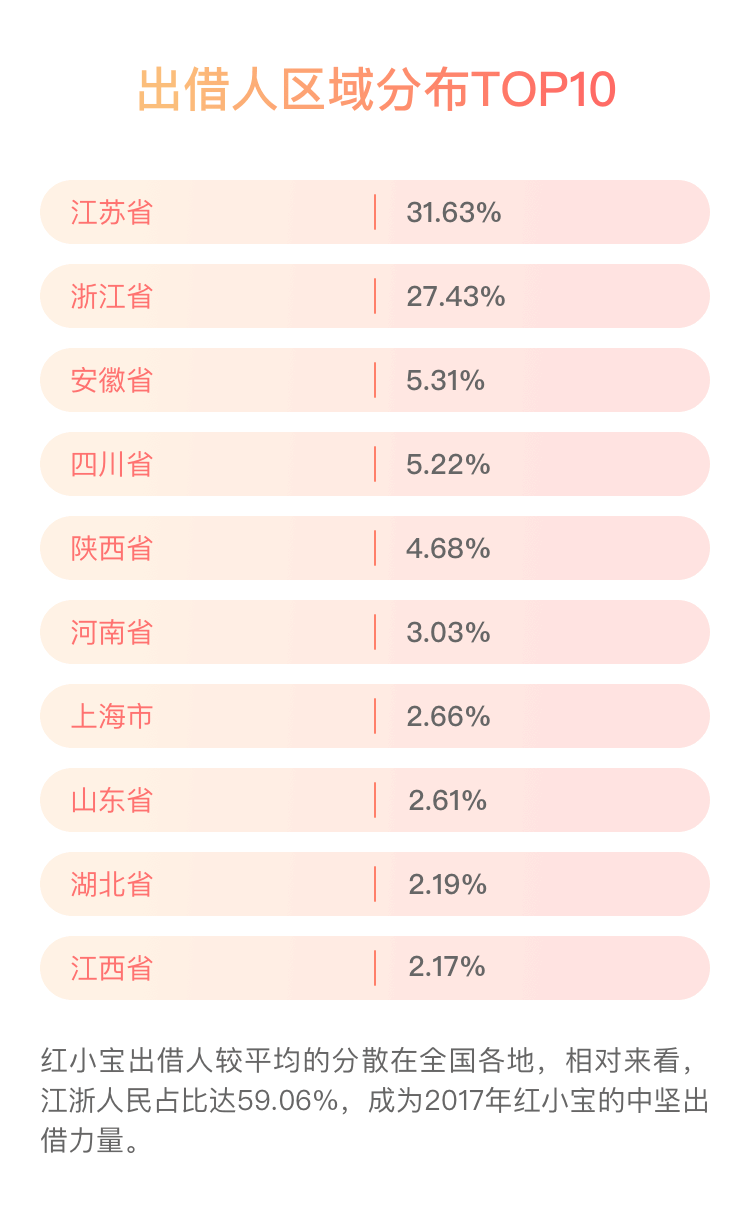 出借人区域分布TOP10
江苏省 31.63%
浙江省 27.43%
安徽省 5.31%
四川省 5.22%
陕西省 4.68%
河南省 3.03%
上海市 2.66%
山东省 2.61%
湖北省 2.19%
江西省 2.17%
红小宝出借人较平均的分散在全国各地，相对来看，
江浙人民占比达59.06%，成为2017年红小宝的中坚出
借力量。